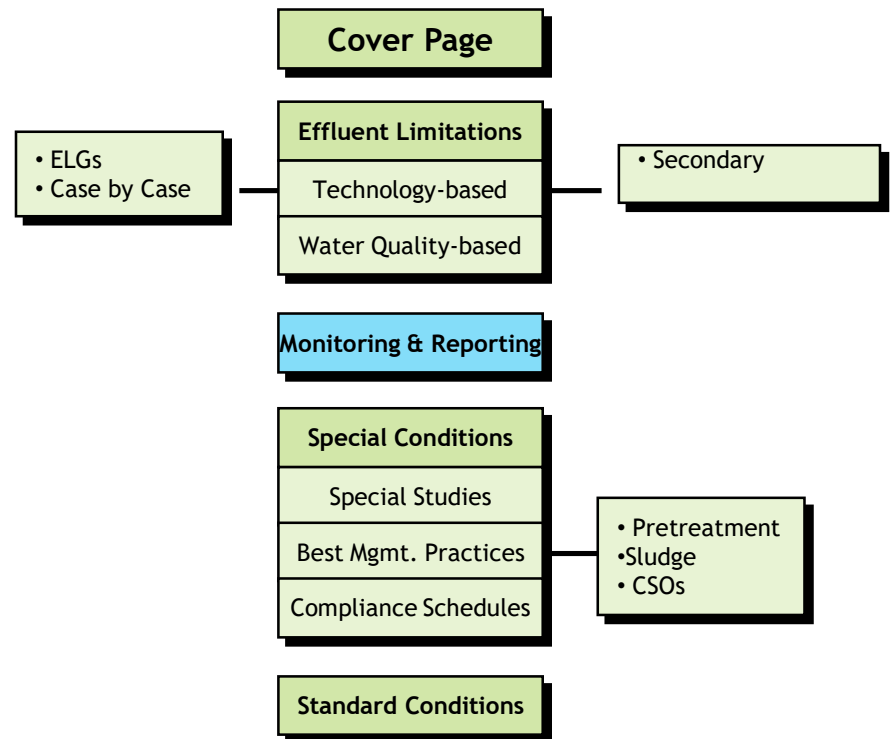 Cover Page
Effluent Limitations
• ELGs
• Case by Case
Technology-based
• Secondary
Water Quality-based
Monitoring & Reporting
Special Conditions
Special Studies
Best Mgmt. Practices
Compliance Schedules
• Pretreatment
•Sludge
• CSOs
Standard Conditions